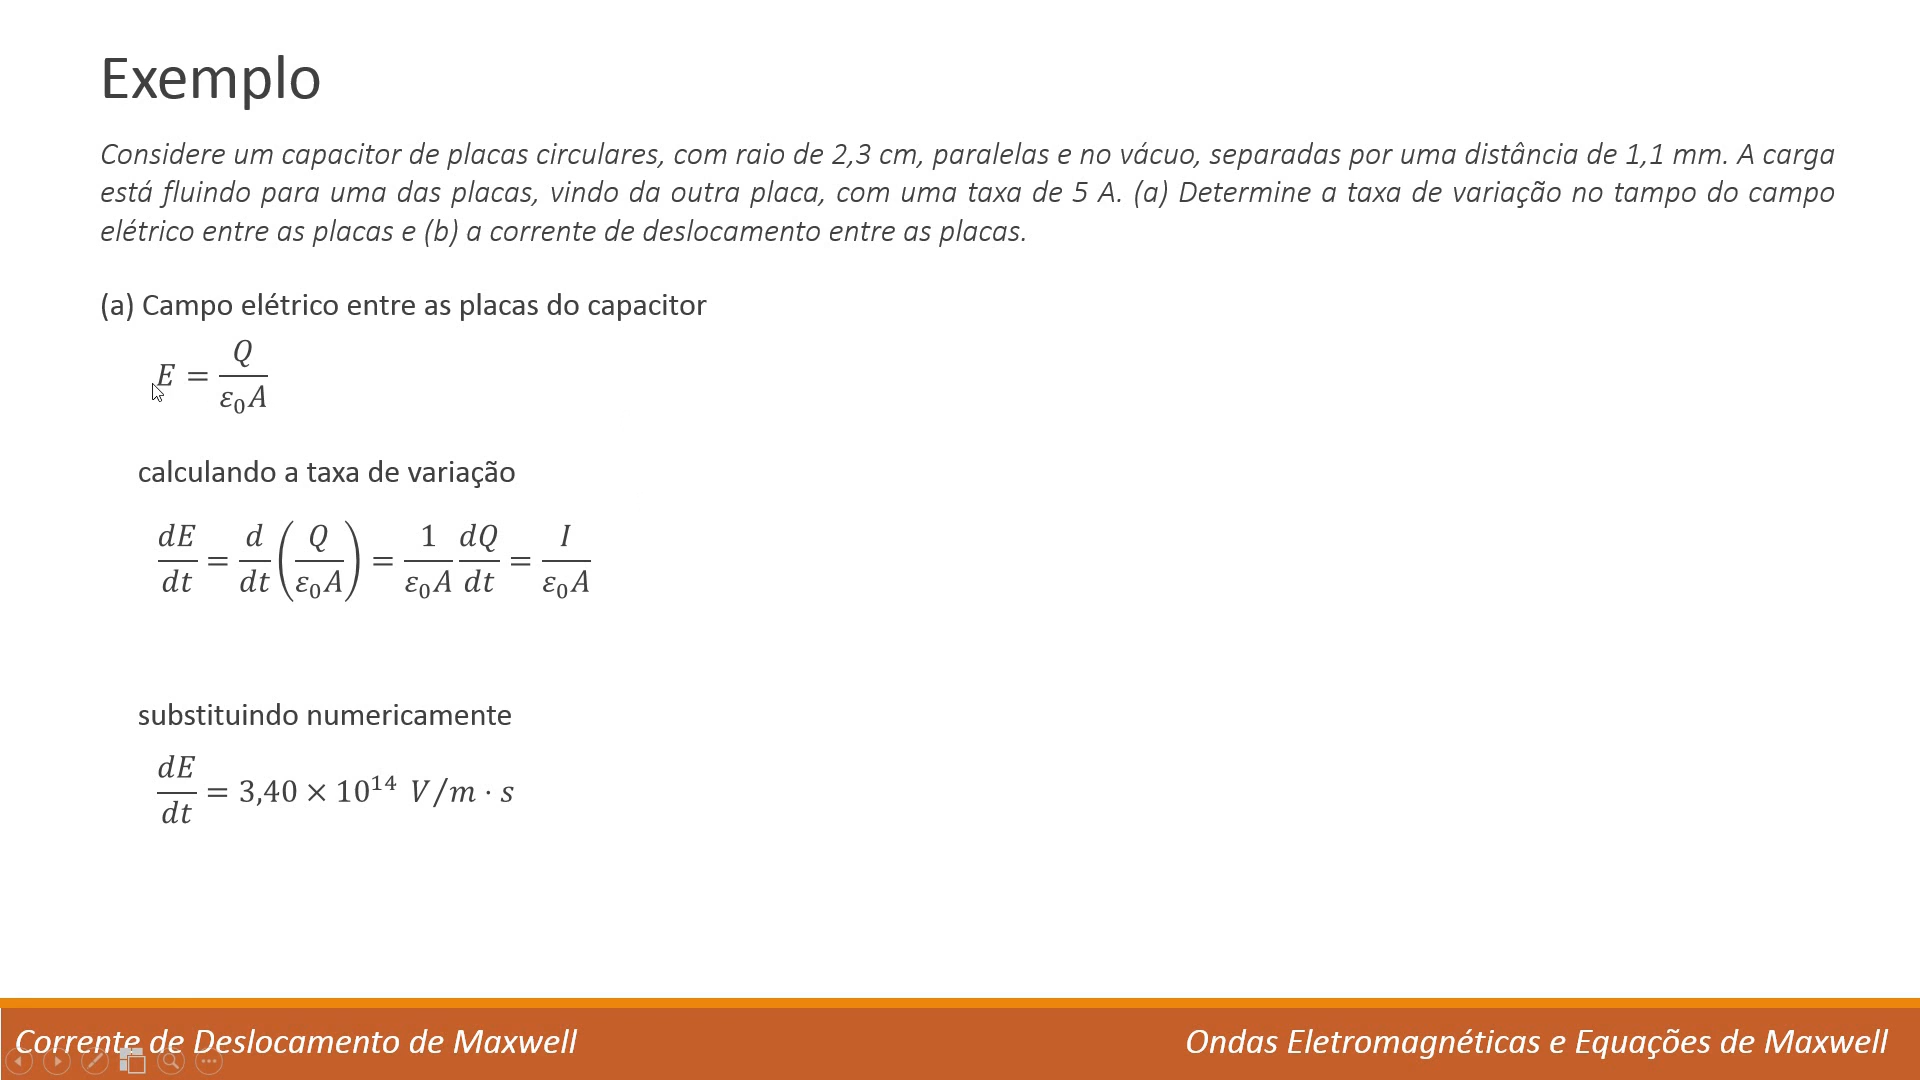 Exemplo
Considere um capacitor de placas circulares, com raio de 2,3 cm, paralelas e no vácuo, separadas por uma distância de 1,1 mm. A carga
está fluindo para uma das placas, vindo da outra placa, com uma taxa de 5 A. (a) Determine a taxa de variação no tampo do campo
elétrico entre as placas e (b) a corrente de deslocamento entre as placas.
(a) Campo elétrico entre as placas do capacitor
E = Q/(ε₀A)
calculando a taxa de variação
dE/dt = d/dt (Q/(ε₀A)) = 1/(ε₀A) dQ/dt = I/(ε₀A)
substituindo numericamente
dE/dt = 3,40 × 10¹⁴ V/m · s
Corrente de Deslocamento de Maxwell
Ondas Eletromagnéticas e Equações de Maxwell